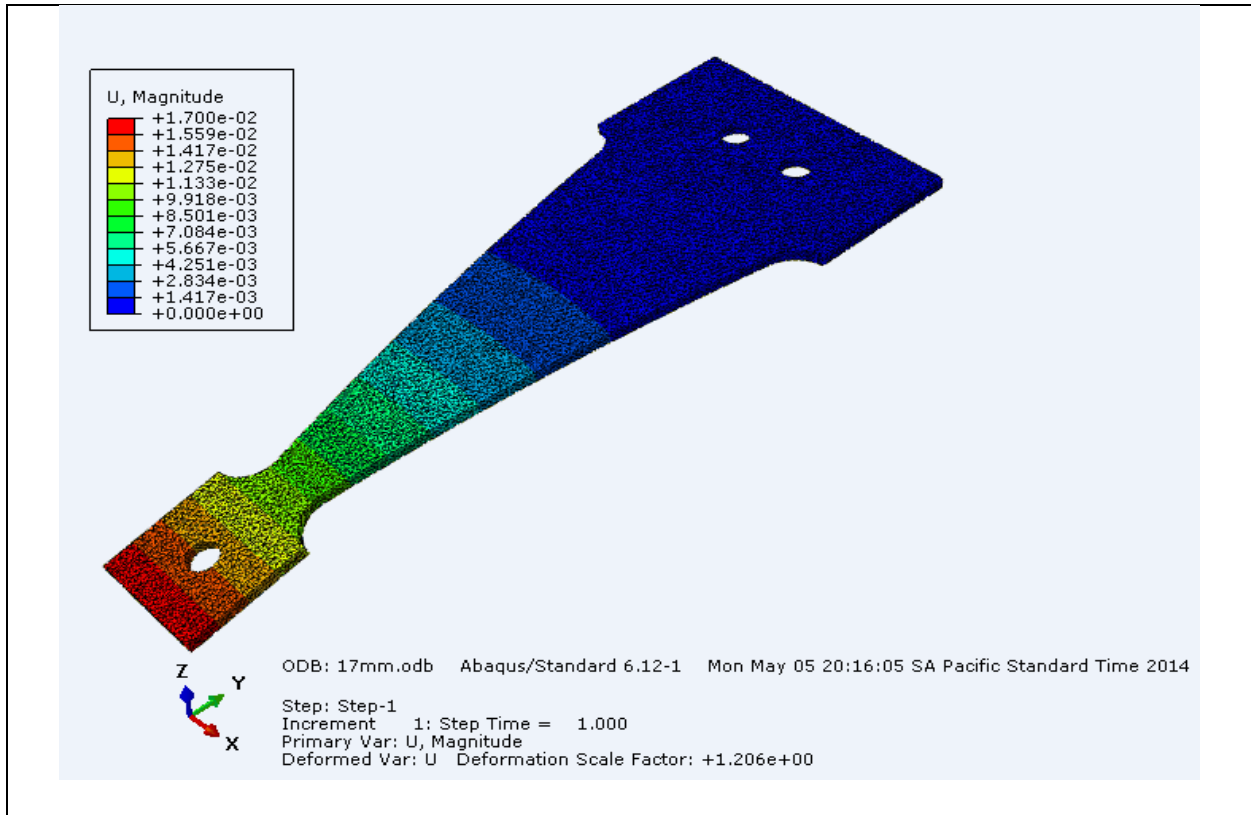 U, Magnitude
+1.700e-02
+1.559e-02
+1.417e-02
+1.275e-02
+1.133e-02
+9.918e-03
+8.501e-03
+7.084e-03
+5.667e-03
+4.251e-03
+2.834e-03
+1.417e-03
+0.000e+00
Z
Y
X
ODB: 17mm.odb Abaqus/Standard 6.12-1 Mon May 05 20:16:05 SA Pacific Standard Time 2014
Step: Step-1
Increment 1: Step Time = 1.000
Primary Var: U, Magnitude
Deformed Var: U Deformation Scale Factor: +1.206e+00